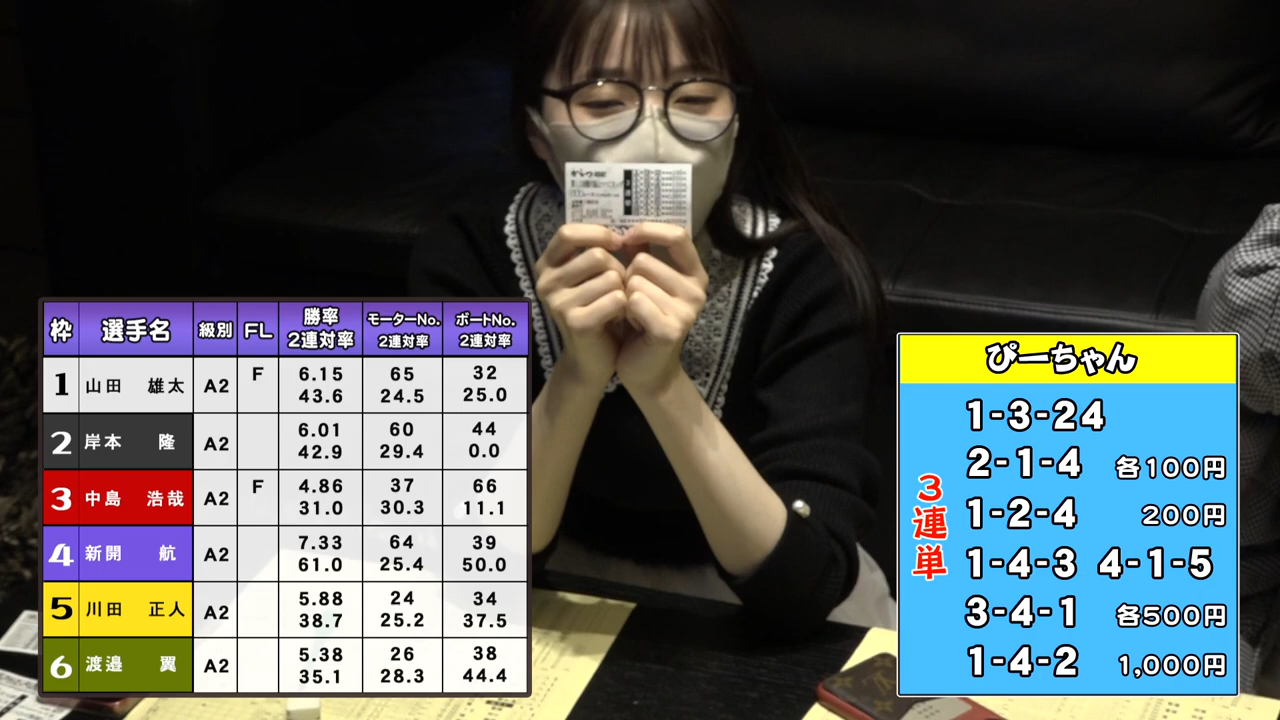 枠 選手名 級別 FL 勝率 2連対率 モーターNo. 2連対率 ボートNo. 2連対率
1 山田 雄太 A2 F 6.15 65 32
43.6 24.5 25.0
2 岸本 隆 A2 6.01 60 44
42.9 29.4 0.0
3 中島 浩哉 A2 F 4.86 37 66
31.0 30.3 11.1
4 新開 航 A2 7.33 64 39
61.0 25.4 50.0
5 川田 正人 A2 5.88 24 34
38.7 25.2 37.5
6 渡邉 翼 A2 5.38 26 38
35.1 28.3 44.4
ぴーちゃん
3連単
1-3-24
2-1-4 各100円
1-2-4 200円
1-4-3 4-1-5
3-4-1 各500円
1-4-2 1,000円
からつ